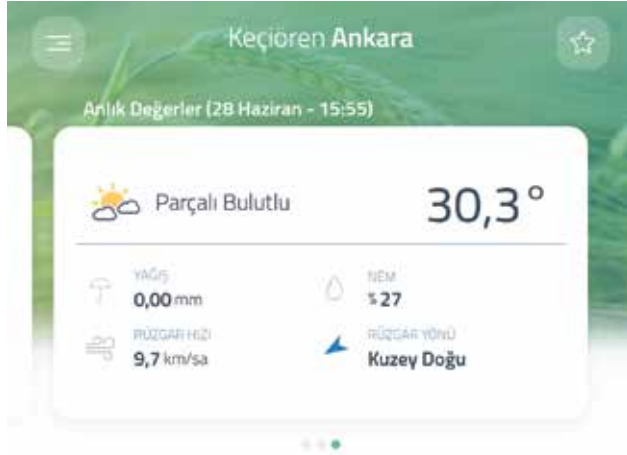 Keçiören Ankara
Anlık Değerler (28 Haziran - 15:55)
Parçalı Bulutlu
30,3°
YAĞIŞ
0,00 mm
NEM
% 27
RÜZGAR HIZI
9,7 km/sa
RÜZGAR YÖNÜ
Kuzey Doğu